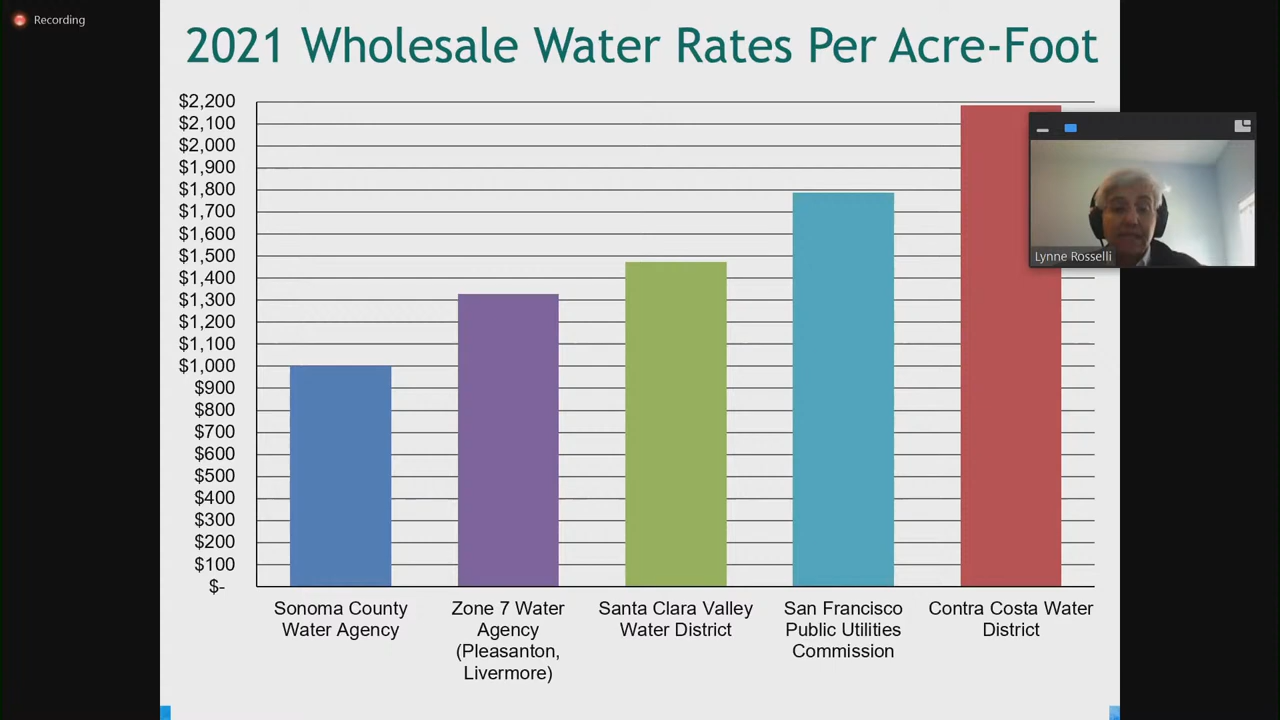 Recording
2021 Wholesale Water Rates Per Acre-Foot
$2,200
$2,100
$2,000
$1,900
$1,800
$1,700
$1,600
$1,500
$1,400
$1,300
$1,200
$1,100
$1,000
$900
$800
$700
$600
$500
$400
$300
$200
$100
$-
Lynne Rosselli
Sonoma County
Water Agency
Zone 7 Water
Agency
(Pleasanton,
Livermore)
Santa Clara Valley
Water District
San Francisco
Public Utilities
Commission
Contra Costa Water
District